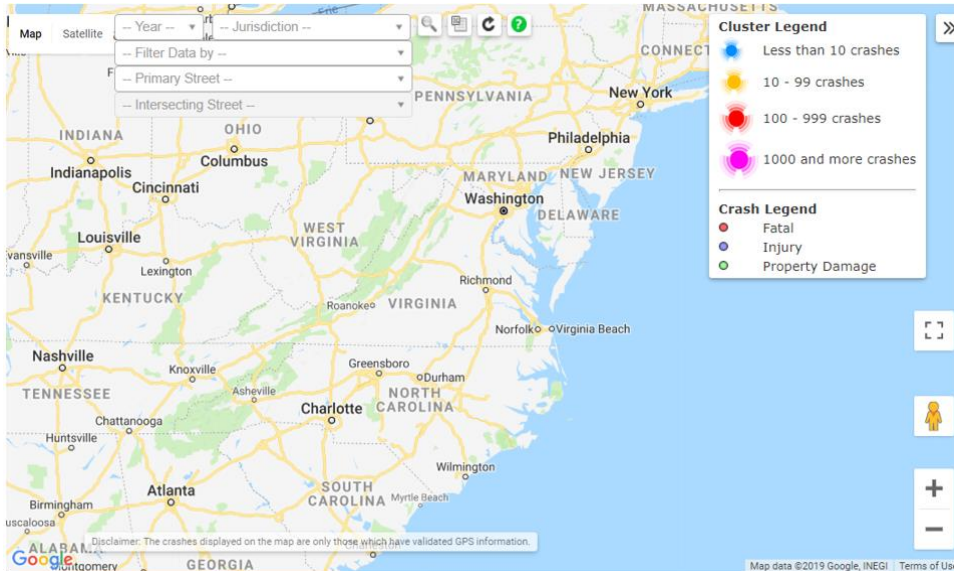 Map
Satellite
-- Year --
-- Jurisdiction --
-- Filter Data by --
-- Primary Street --
-- Intersecting Street --
Cluster Legend
Less than 10 crashes
10 - 99 crashes
100 - 999 crashes
1000 and more crashes
Crash Legend
Fatal
Injury
Property Damage
MASSACHUSETTS
CONNECT
New York
PENNSYLVANIA
Philadelphia
OHIO
INDIANA
Columbus
Indianapolis
MARYLAND
NEW JERSEY
Cincinnati
Washington
DELAWARE
WEST
VIRGINIA
Louisville
vansville
Lexington
Richmond
KENTUCKY
Roanoke
VIRGINIA
Norfolk
Virginia Beach
Nashville
Greensboro
Knoxville
Durham
TENNESSEE
Asheville
NORTH
CAROLINA
Charlotte
Chattanooga
Huntsville
Wilmington
Atlanta
SOUTH
CAROLINA
Myrtle Beach
Birmingham
uscaloosa
Disclaimer: The crashes displayed on the map are only those which have validated GPS information.
ALABAMA
Charleston
Google
ontgomery
GEORGIA
Map data ©2019 Google, INEGI
Terms of Use